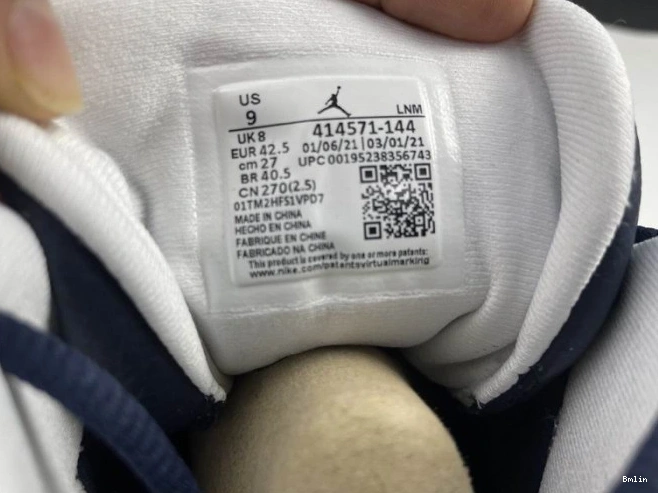 US
9
LNM
UK 8
414571-144
EUR 42.5
01/06/21 | 03/01/21
cm 27
UPC 00195238356743
BR 40.5
CN 270(2.5)
01TM2HFS1VPD7
MADE IN CHINA
HECHO EN CHINA
FABRIQUE EN CHINE
FABRICADO NA CHINA
This product is covered by one or more patents:
www.nike.com/patentsvirtualmarking
Bmlin